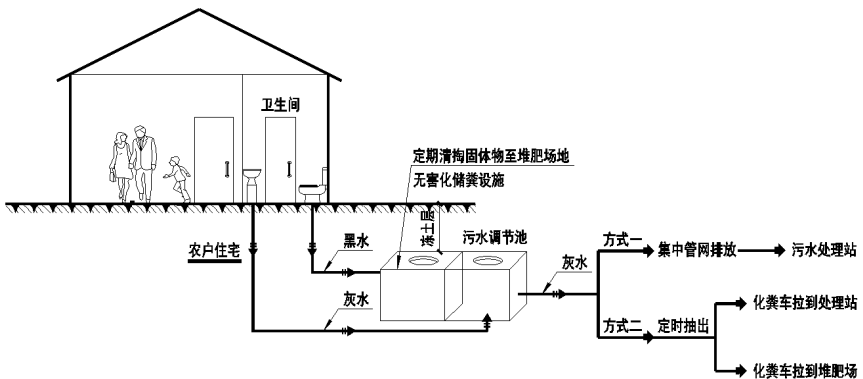 卫生间
定期清掏固体物至堆肥场地
无害化储粪设施
冻土层
污水调节池
农户住宅
黑水
灰水
灰水
方式一
集中管网排放
污水处理站
方式二
定时抽出
化粪车拉到处理站
化粪车拉到堆肥场